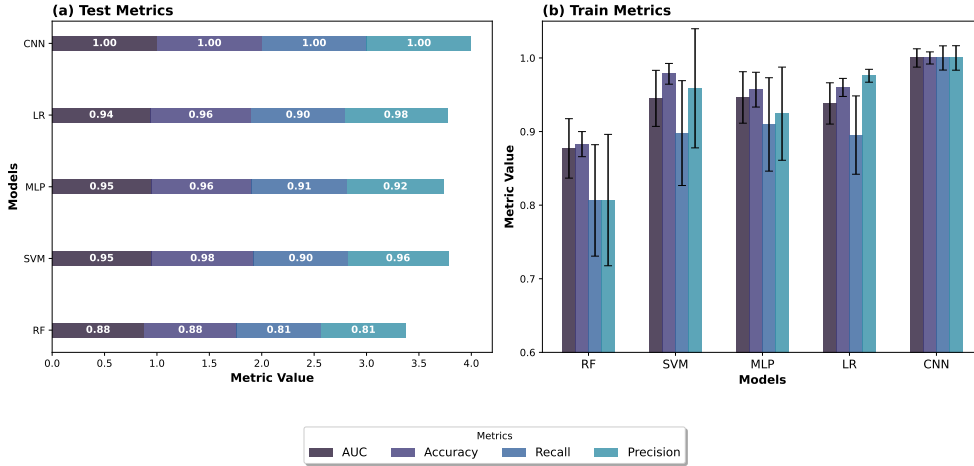 (a) Test Metrics
Models
CNN
1.00 1.00 1.00 1.00
LR
0.94 0.96 0.90 0.98
MLP
0.95 0.96 0.91 0.92
SVM
0.95 0.98 0.90 0.96
RF
0.88 0.88 0.81 0.81
0.0 0.5 1.0 1.5 2.0 2.5 3.0 3.5 4.0
Metric Value
(b) Train Metrics
Metric Value
1.0
0.9
0.8
0.7
0.6
RF SVM MLP LR CNN
Models
Metrics
AUC Accuracy Recall Precision